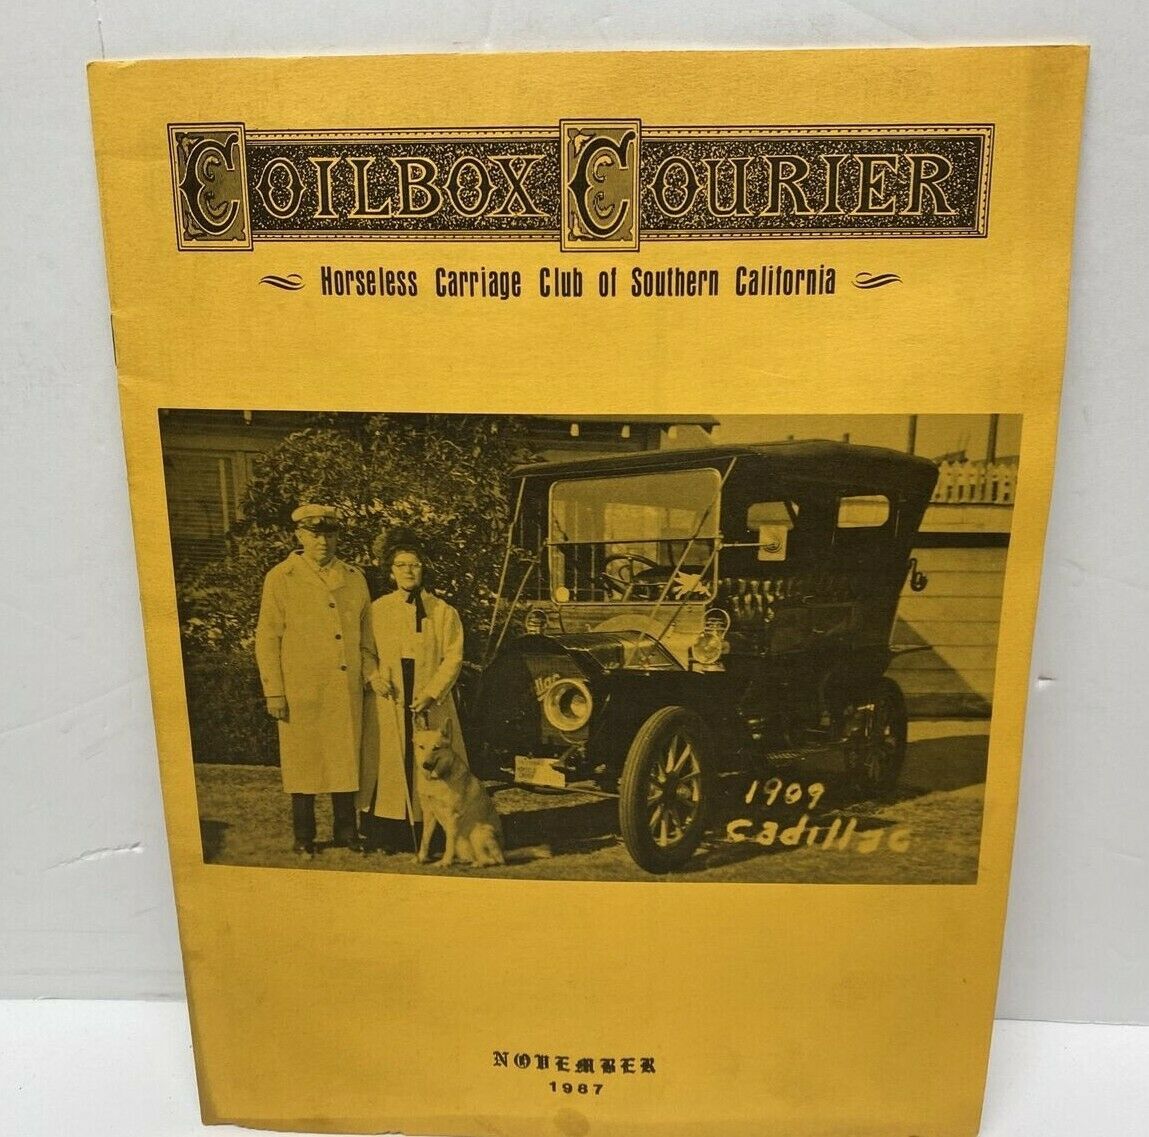 COILBOX COURIER
Horseless Carriage Club of Southern California
1909
Cadillac
NOVEMBER
1987